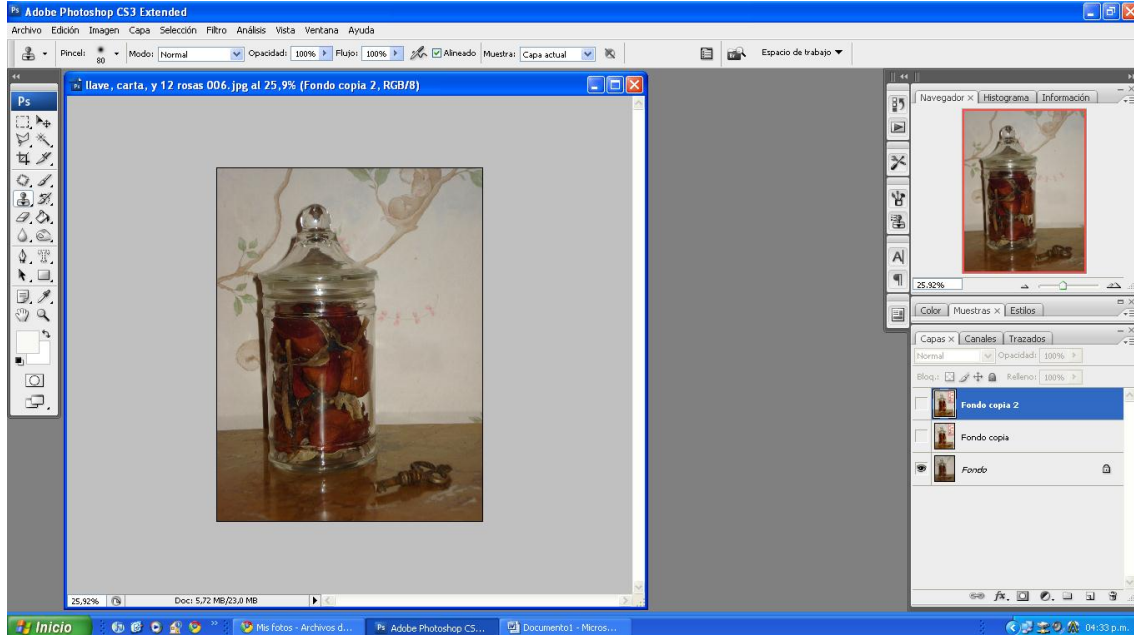 Ps Adobe Photoshop CS3 Extended
Archivo Edición Imagen Capa Selección Filtro Análisis Vista Ventana Ayuda
Pincel: 80 Modo: Normal Opacidad: 100% Flujo: 100% Alineado Muestra: Capa actual Espacio de trabajo
llave, carta, y 12 rosas 006.jpg al 25,9% (Fondo copia 2, RGB/8)
Ps
Navegador Histograma Información
25.92%
Color Muestras Estilos
Capas Canales Trazados
Normal Opacidad: 100%
Bloq.: Relleno: 100%
Fondo copia 2
Fondo copia
Fondo
25,92% Doc: 5,72 MB/23,0 MB
Inicio Mis fotos - Archivos d... Ps Adobe Photoshop CS... Documento1 - Micros... 04:33 p.m.